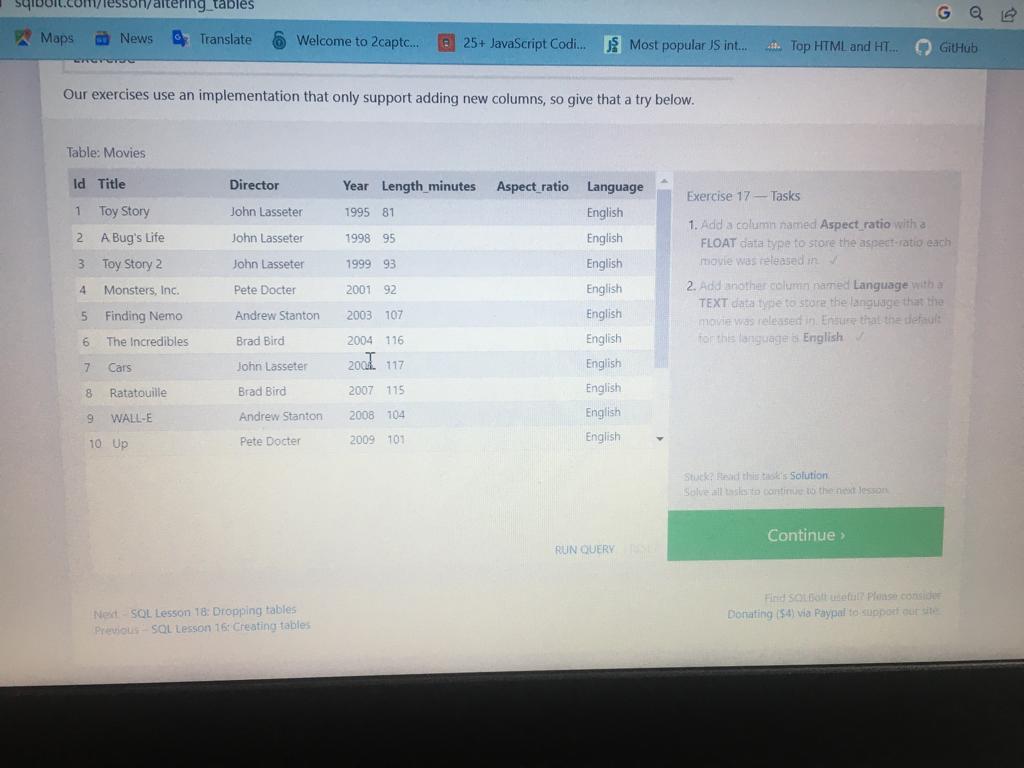 sqlbolt.com/lesson/altering_tables
Maps News Translate Welcome to 2captc... 25+ JavaScript Codi... Most popular JS int... Top HTML and HT... GitHub
Our exercises use an implementation that only support adding new columns, so give that a try below.
Table: Movies
Id Title Director Year Length_minutes Aspect_ratio Language
1 Toy Story John Lasseter 1995 81 English
2 A Bug's Life John Lasseter 1998 95 English
3 Toy Story 2 John Lasseter 1999 93 English
4 Monsters, Inc. Pete Docter 2001 92 English
5 Finding Nemo Andrew Stanton 2003 107 English
6 The Incredibles Brad Bird 2004 116 English
7 Cars John Lasseter 117 English
8 Ratatouille Brad Bird 2007 115 English
9 WALL-E Andrew Stanton 2008 104 English
10 Up Pete Docter 2009 101 English
Exercise 17 — Tasks
1. Add a column named Aspect_ratio with a
FLOAT data type to store the aspect-ratio each
movie was released in. ✓
2. Add another column named Language with a
TEXT data type to store the language that the
movie was released in. Ensure that the default
for this language is English. ✓
Stuck? Read this task's Solution.
Solve all tasks to continue to the next lesson.
RUN QUERY
Continue ›
Next – SQL Lesson 18: Dropping tables
Previous – SQL Lesson 16: Creating tables
Find SQLBolt useful? Please consider
Donating ($4) via Paypal to support our site.